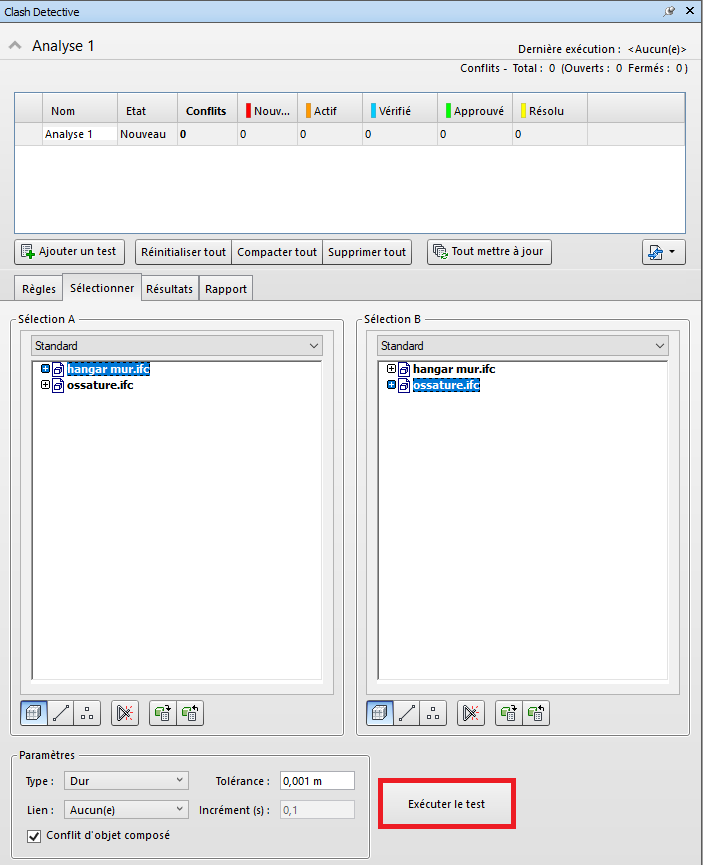 Clash Detective
Analyse 1
Dernière exécution : <Aucun(e)>
Conflits - Total : 0 (Ouverts : 0 Fermés : 0)
Nom Etat Conflits Nouv... Actif Vérifié Approuvé Résolu
Analyse 1 Nouveau 0 0 0 0 0 0
Ajouter un test Réinitialiser tout Compacter tout Supprimer tout Tout mettre à jour
Règles Sélectionner Résultats Rapport
Sélection A Sélection B
Standard Standard
hangar mur.ifc hangar mur.ifc
ossature.ifc ossature.ifc
Paramètres
Type : Dur Tolérance : 0,001 m
Exécuter le test
Lien : Aucun(e) Incrément (s) : 0,1
Conflit d'objet composé